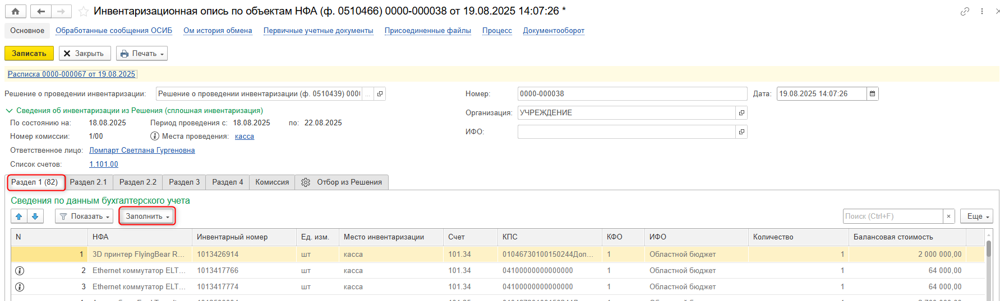 Инвентаризационная опись по объектам НФА (ф. 0510466) 0000-000038 от 19.08.2025 14:07:26 *
Основное Обработанные сообщения ОСИБ Ом история обмена Первичные учетные документы Присоединенные файлы Процесс Документооборот
Записать Закрыть Печать
Расписка 0000-000067 от 19.08.2025
Решение о проведении инвентаризации: Решение о проведении инвентаризации (ф. 0510439) 000 ... Номер: 0000-000038 Дата: 19.08.2025 14:07:26
Сведения об инвентаризации из Решения (сплошная инвентаризация) Организация: УЧРЕЖДЕНИЕ
По состоянию на: 18.08.2025 Период проведения с: 18.08.2025 по: 22.08.2025
Номер комиссии: 1/00 Места проведения: касса ИФО:
Ответственное лицо: Ломпарт Светлана Гургеновна
Список счетов: 1.101.00
Раздел 1 (82) Раздел 2.1 Раздел 2.2 Раздел 3 Раздел 4 Комиссия Отбор из Решения
Сведения по данным бухгалтерского учета
Показать Заполнить Поиск (Ctrl+F) × Еще
N НФА Инвентарный номер Ед. изм. Место инвентаризации Счет КПС КФО ИФО Количество Балансовая стоимость
1 3D принтер FlyingBear R... 1013426914 шт касса 101.34 01046730100150244Доп... 1 Областной бюджет 1 2 000 000,00
2 Ethernet коммутатор ELT... 1013417766 шт касса 101.34 04100000000000000 1 Областной бюджет 1 64 000,00
3 Ethernet коммутатор ELT... 1013417774 шт касса 101.34 04100000000000000 1 Областной бюджет 1 64 000,00